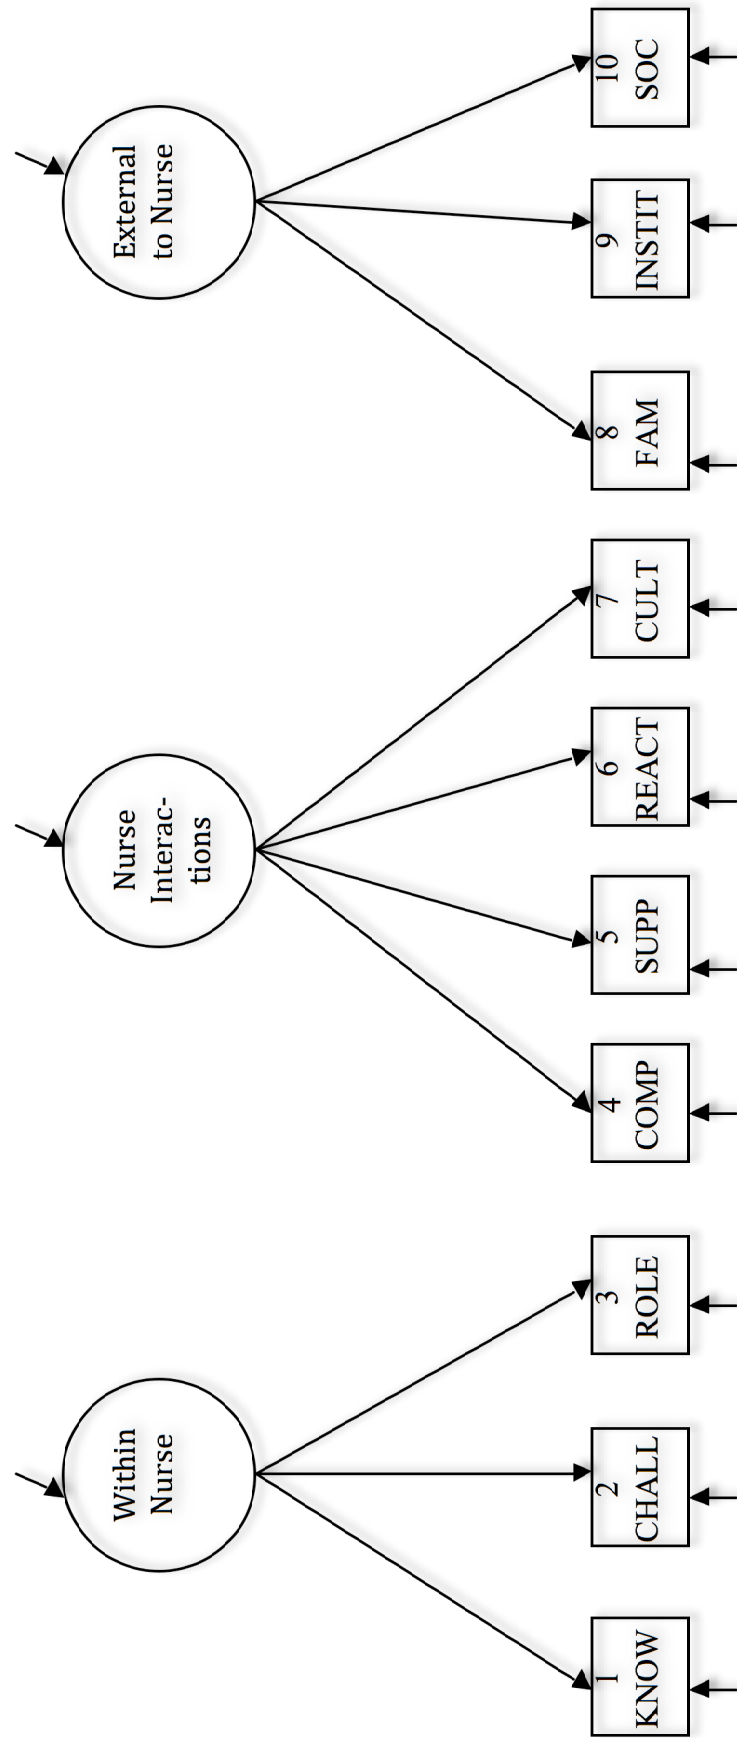 Within
Nurse
Nurse
Interac-
tions
External
to Nurse
1
KNOW
2
CHALL
3
ROLE
4
COMP
5
SUPP
6
REACT
7
CULT
8
FAM
9
INSTIT
10
SOC